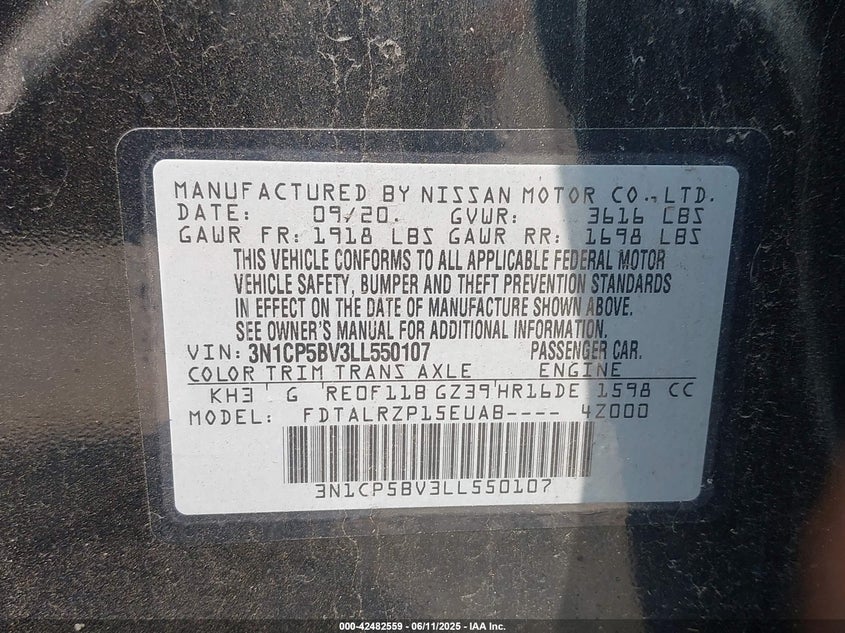 MANUFACTURED BY NISSAN MOTOR CO.,LTD.
DATE: 09/20. GVWR: 3616 LBS
GAWR FR: 1918 LBS GAWR RR: 1698 LBS
THIS VEHICLE CONFORMS TO ALL APPLICABLE FEDERAL MOTOR
VEHICLE SAFETY, BUMPER AND THEFT PREVENTION STANDARDS
IN EFFECT ON THE DATE OF MANUFACTURE SHOWN ABOVE.
SEE OWNER'S MANUAL FOR ADDITIONAL INFORMATION.
VIN: 3N1CP5BV3LL550107 PASSENGER CAR.
COLOR TRIM TRANS AXLE ENGINE
KH3 ' G 'RE0F11B GZ39'HR16DE 1598 CC
MODEL: FDTALRZP15EUAB---- 4Z000
3N1CP5BV3LL550107
000-42482559 - 06/11/2025 - IAA Inc.